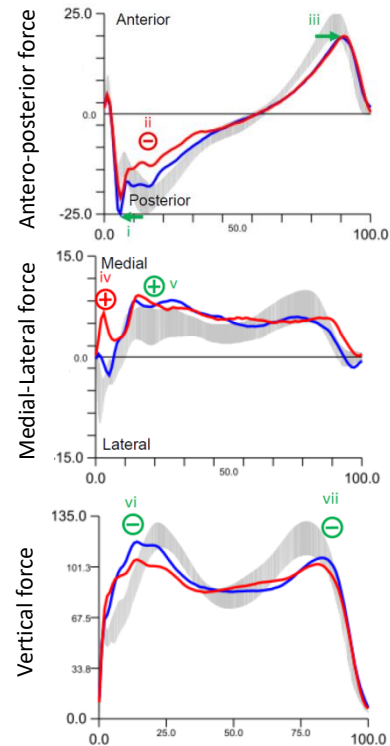 Antero-posterior force
25.0
Anterior
iii
0.0
ii
Posterior
-25.0
i
0.0
50.0
100.0
Medial-Lateral force
15.0
Medial
iv
v
0.0
Lateral
-15.0
0.0
50.0
100.0
Vertical force
vi
vii
135.0
101.3
67.5
33.8
0.0
0.0
25.0
50.0
75.0
100.0